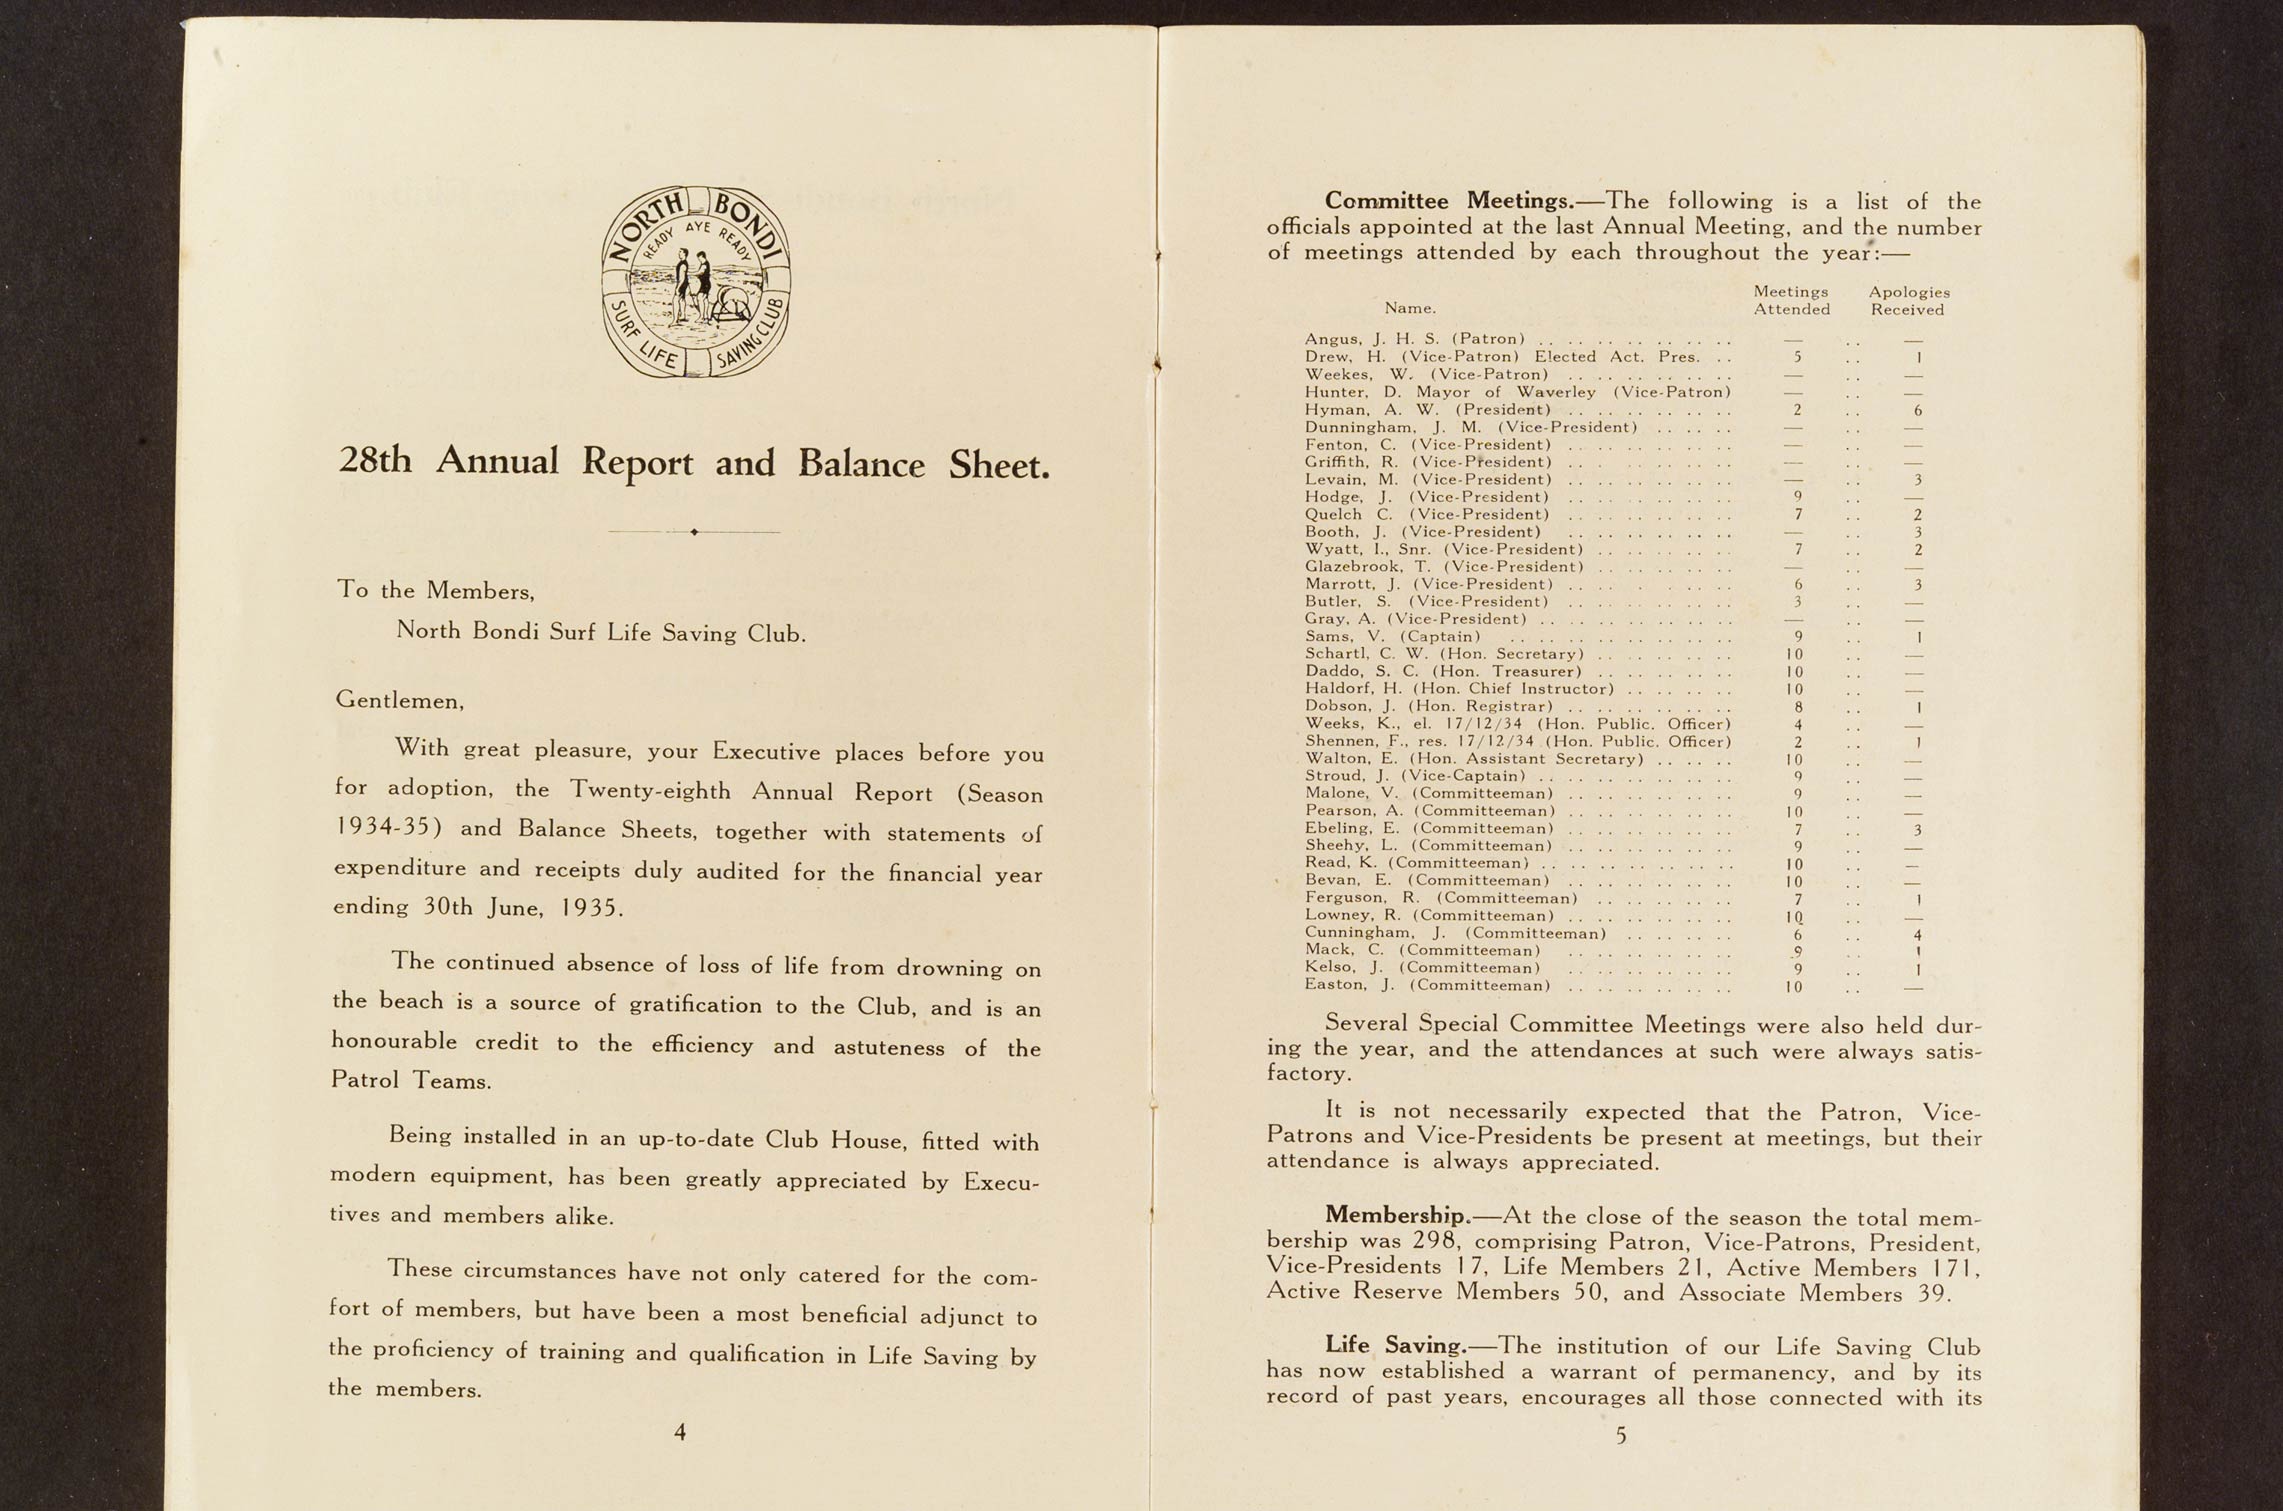 NORTH BONDI
READY AYE READY
SURF LIFE SAVING CLUB
28th Annual Report and Balance Sheet.
To the Members,
North Bondi Surf Life Saving Club.
Gentlemen,
With great pleasure, your Executive places before you
for adoption, the Twenty-eighth Annual Report (Season
1934-35) and Balance Sheets, together with statements of
expenditure and receipts duly audited for the financial year
ending 30th June, 1935.
The continued absence of loss of life from drowning on
the beach is a source of gratification to the Club, and is an
honourable credit to the efficiency and astuteness of the
Patrol Teams.
Being installed in an up-to-date Club House, fitted with
modern equipment, has been greatly appreciated by Execu-
tives and members alike.
These circumstances have not only catered for the com-
fort of members, but have been a most beneficial adjunct to
the proficiency of training and qualification in Life Saving by
the members.
4
Committee Meetings.—The following is a list of the
officials appointed at the last Annual Meeting, and the number
of meetings attended by each throughout the year:—
Meetings Apologies
Name. Attended Received
Angus, J. H. S. (Patron) . . . . . . . . . . . . . . — . . —
Drew, H. (Vice-Patron) Elected Act. Pres. . . 5 . . 1
Weekes, W. (Vice-Patron) . . . . . . . . . . . . — . . —
Hunter, D. Mayor of Waverley (Vice-Patron) — . . —
Hyman, A. W. (President) . . . . . . . . . . . . 2 . . 6
Dunningham, J. M. (Vice-President) . . . . . . — . . —
Fenton, C. (Vice-President) . . . . . . . . . . . . — . . —
Griffith, R. (Vice-President) . . . . . . . . . . . — . . —
Levain, M. (Vice-President) . . . . . . . . . . . . — . . 3
Hodge, J. (Vice-President) . . . . . . . . . . . . 9 . . —
Quelch C. (Vice-President) . . . . . . . . . . . . 7 . . 2
Booth, J. (Vice-President) . . . . . . . . . . . . — . . 3
Wyatt, I., Snr. (Vice-President) . . . . . . . . . . 7 . . 2
Glazebrook, T. (Vice-President) . . . . . . . . . . — . . —
Marrott, J. (Vice-President) . . . . . . . . . . . 6 . . 3
Butler, S. (Vice-President) . . . . . . . . . . . . 3 . . —
Gray, A. (Vice-President) . . . . . . . . . . . . . . — . . —
Sams, V. (Captain) . . . . . . . . . . . . . . . . 9 . . 1
Schartl, C. W. (Hon. Secretary) . . . . . . . . . . 10 . . —
Daddo, S. C. (Hon. Treasurer) . . . . . . . . . . 10 . . —
Haldorf, H. (Hon. Chief Instructor) . . . . . . . . 10 . . —
Dobson, J. (Hon. Registrar) . . . . . . . . . . . . 8 . . 1
Weeks, K., el. 17/12/34 (Hon. Public. Officer) 4 . . —
Shennen, F., res. 17/12/34 (Hon. Public. Officer) 2 . . 1
Walton, E. (Hon. Assistant Secretary) . . . . . . 10 . . —
Stroud, J. (Vice-Captain) . . . . . . . . . . . . . . 9 . . —
Malone, V. (Committeeman) . . . . . . . . . . . . 9 . . —
Pearson, A. (Committeeman) . . . . . . . . . . . . 10 . . —
Ebeling, E. (Committeeman) . . . . . . . . . . . . 7 . . 3
Sheehy, L. (Committeeman) . . . . . . . . . . . . 9 . . —
Read, K. (Committeeman) . . . . . . . . . . . . . . 10 . . —
Bevan, E. (Committeeman) . . . . . . . . . . . . 10 . . —
Ferguson, R. (Committeeman) . . . . . . . . . . 7 . . 1
Lowney, R. (Committeeman) . . . . . . . . . . . . 10 . . —
Cunningham, J. (Committeeman) . . . . . . . . 6 . . 4
Mack, C. (Committeeman) . . . . . . . . . . . . 9 . . 1
Kelso, J. (Committeeman) . . . . . . . . . . . . 9 . . 1
Easton, J. (Committeeman) . . . . . . . . . . . . 10 . . —
Several Special Committee Meetings were also held dur-
ing the year, and the attendances at such were always satis-
factory.
It is not necessarily expected that the Patron, Vice-
Patrons and Vice-Presidents be present at meetings, but their
attendance is always appreciated.
Membership.—At the close of the season the total mem-
bership was 298, comprising Patron, Vice-Patrons, President,
Vice-Presidents 17, Life Members 21, Active Members 171,
Active Reserve Members 50, and Associate Members 39.
Life Saving.—The institution of our Life Saving Club
has now established a warrant of permanency, and by its
record of past years, encourages all those connected with its
5